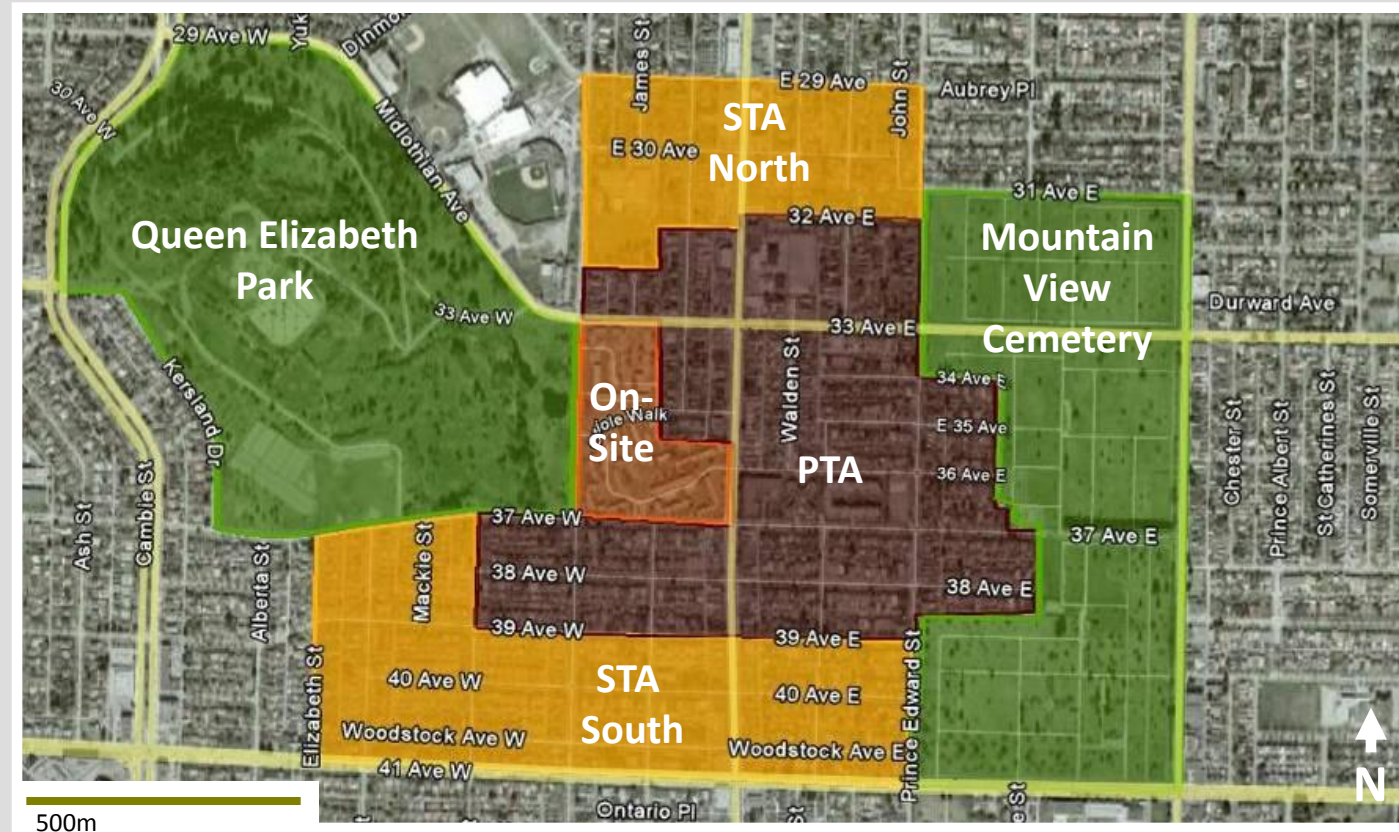 29 Ave W
Yuk
Dinmo
James St
E 29 Ave
John St
Aubrey Pl
30 Ave W
Midlothian Ave
STA
North
E 30 Ave
31 Ave E
32 Ave E
Queen Elizabeth
Park
Mountain
View
Cemetery
33 Ave W
33 Ave E
Durward Ave
Kersland Dr
On-
Site
Walk
Walden St
34 Ave E
E 35 Ave
36 Ave E
PTA
Chester St
Prince Albert St
St Catherines St
Somerville St
Ash St
Cambie St
Alberta St
Mackie St
37 Ave W
37 Ave E
38 Ave W
38 Ave E
39 Ave W
39 Ave E
Elizabeth St
40 Ave W
STA
South
40 Ave E
Prince Edward St
Woodstock Ave W
Woodstock Ave E
41 Ave W
Ontario Pl
St
e St
N
500m